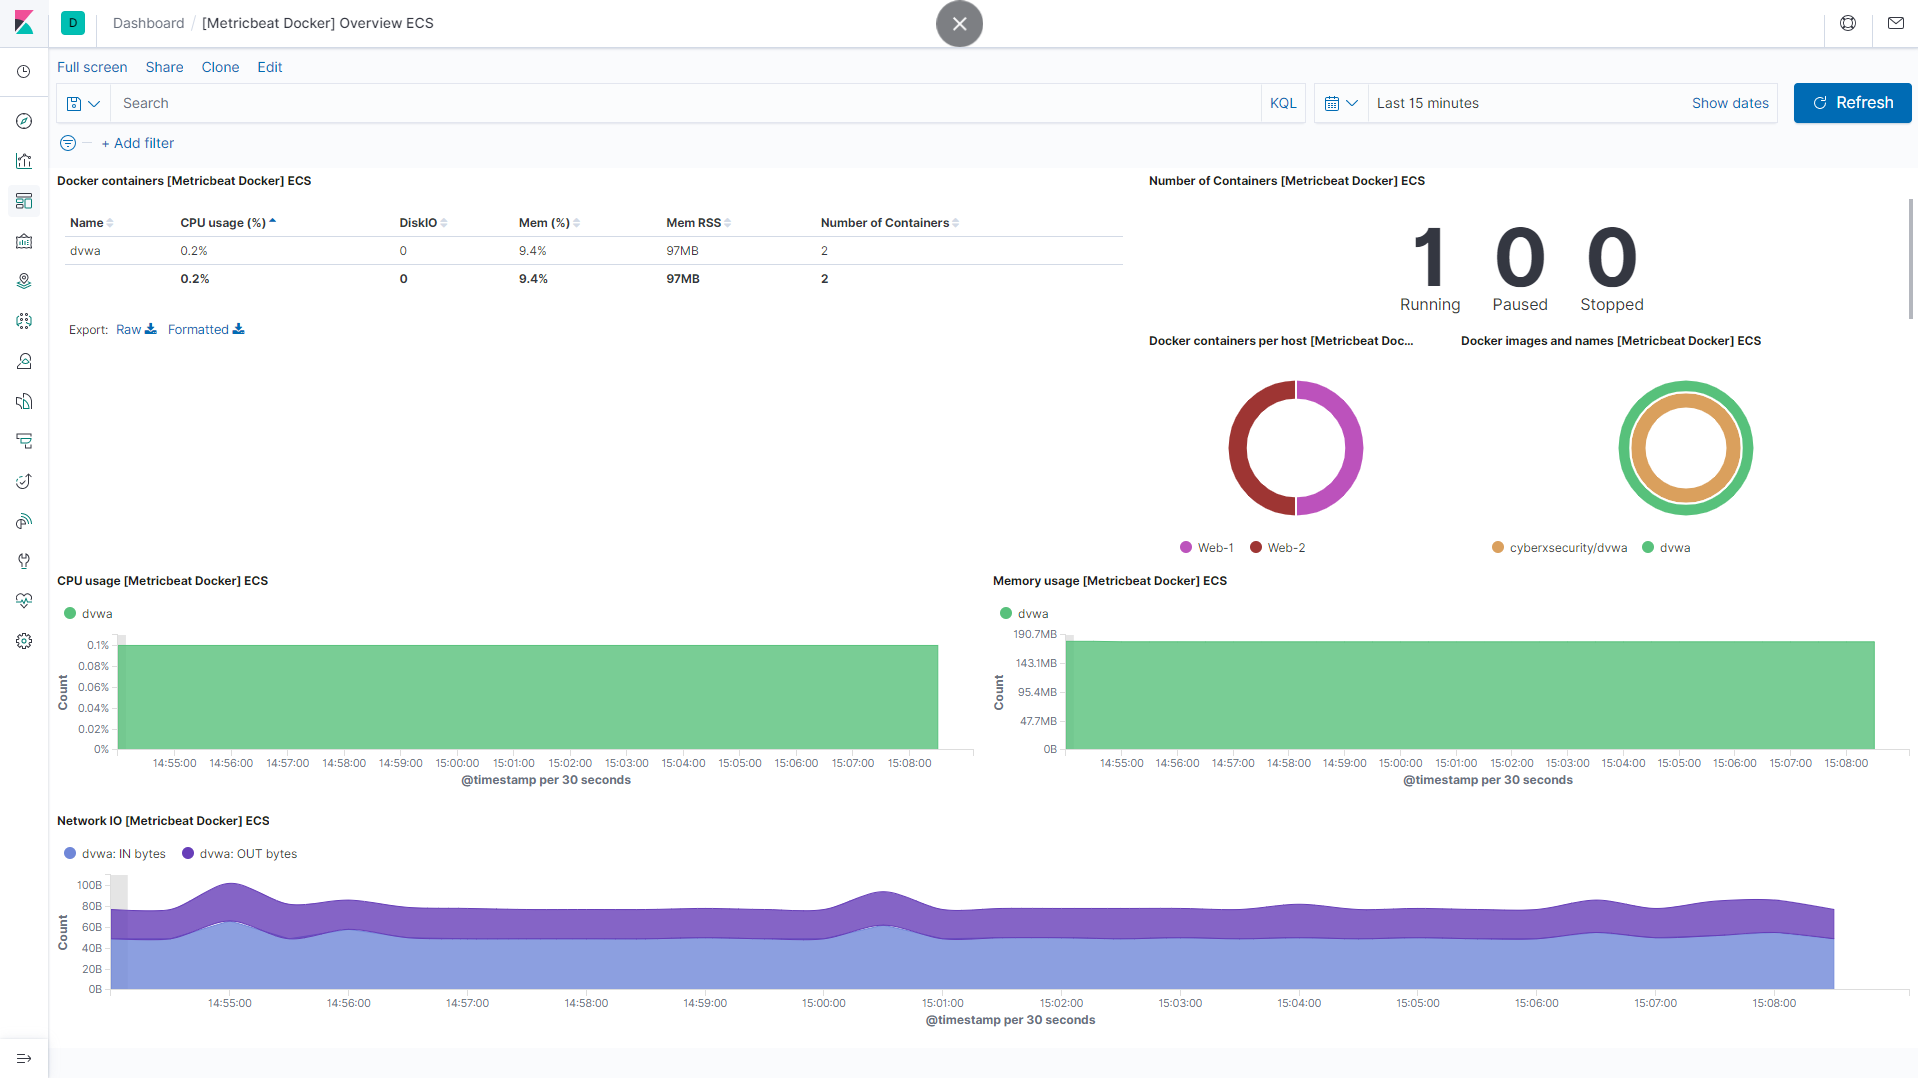 D
Dashboard / [Metricbeat Docker] Overview ECS
Full screen Share Clone Edit
Search KQL Last 15 minutes Show dates Refresh
+ Add filter
Docker containers [Metricbeat Docker] ECS
Name CPU usage (%) DiskIO Mem (%) Mem RSS Number of Containers
dvwa 0.2% 0 9.4% 97MB 2
0.2% 0 9.4% 97MB 2
Export: Raw Formatted
Number of Containers [Metricbeat Docker] ECS
1 0 0
Running Paused Stopped
Docker containers per host [Metricbeat Doc...
Web-1 Web-2
Docker images and names [Metricbeat Docker] ECS
cyberxsecurity/dvwa dvwa
CPU usage [Metricbeat Docker] ECS
dvwa
0.1%
0.08%
0.06%
0.04%
0.02%
0%
Count
14:55:00 14:56:00 14:57:00 14:58:00 14:59:00 15:00:00 15:01:00 15:02:00 15:03:00 15:04:00 15:05:00 15:06:00 15:07:00 15:08:00
@timestamp per 30 seconds
Memory usage [Metricbeat Docker] ECS
dvwa
190.7MB
143.1MB
95.4MB
47.7MB
0B
Count
14:55:00 14:56:00 14:57:00 14:58:00 14:59:00 15:00:00 15:01:00 15:02:00 15:03:00 15:04:00 15:05:00 15:06:00 15:07:00 15:08:00
@timestamp per 30 seconds
Network IO [Metricbeat Docker] ECS
dvwa: IN bytes dvwa: OUT bytes
100B
80B
60B
40B
20B
0B
Count
14:55:00 14:56:00 14:57:00 14:58:00 14:59:00 15:00:00 15:01:00 15:02:00 15:03:00 15:04:00 15:05:00 15:06:00 15:07:00 15:08:00
@timestamp per 30 seconds